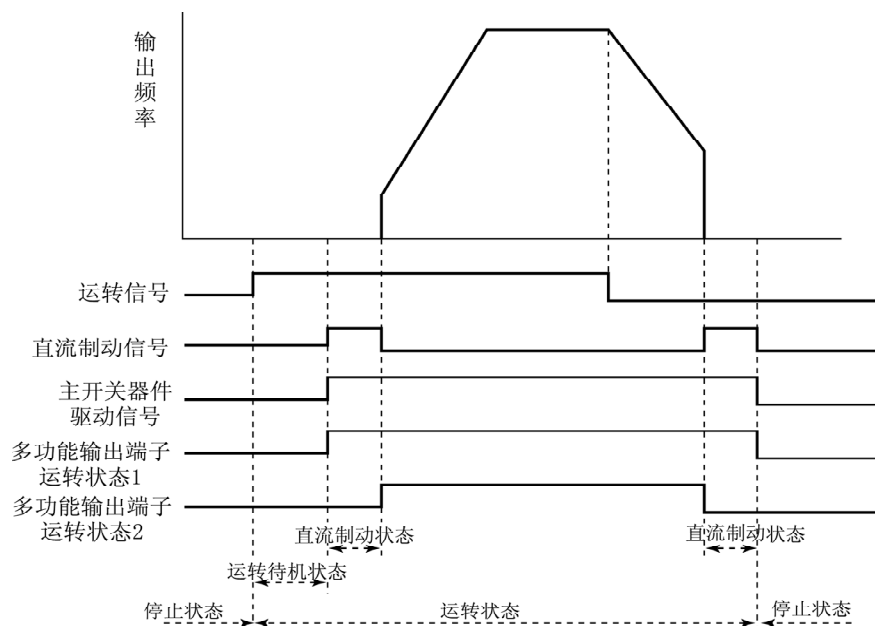 输出频率
运转信号
直流制动信号
主开关器件
驱动信号
多功能输出端子
运转状态1
多功能输出端子
运转状态2
直流制动状态
直流制动状态
运转待机状态
停止状态
运转状态
停止状态